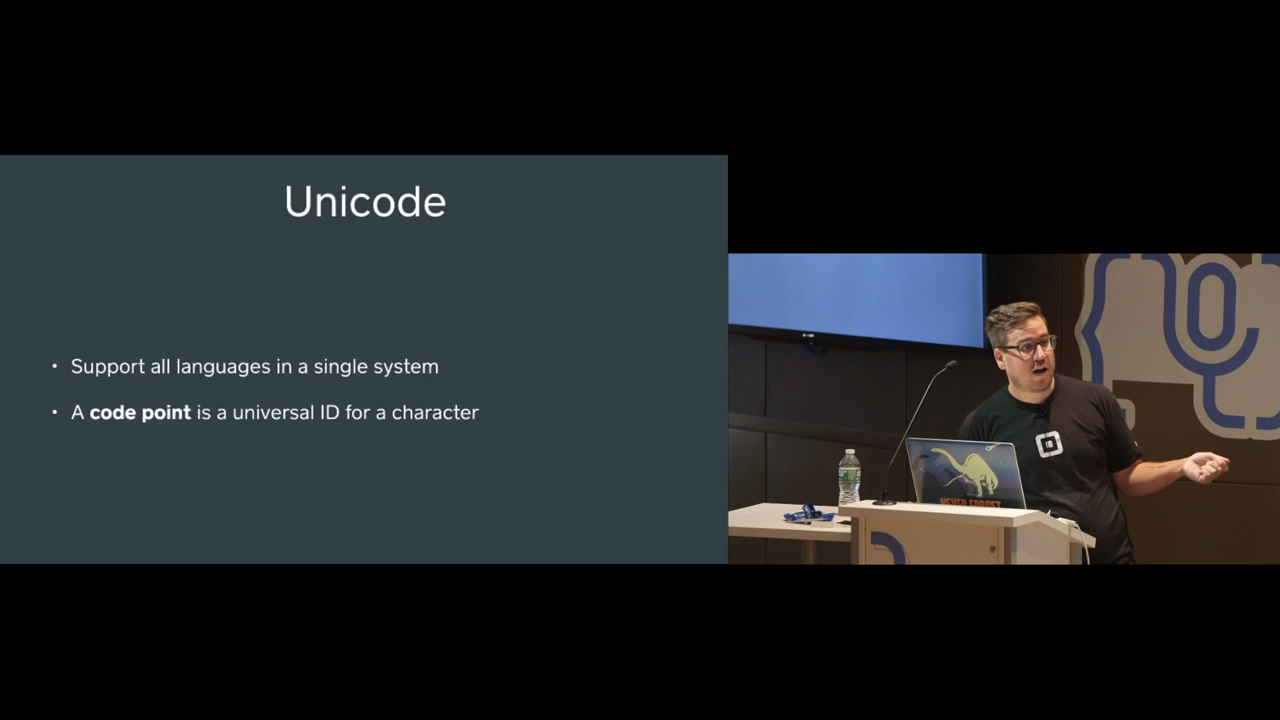 Unicode
• Support all languages in a single system
• A code point is a universal ID for a character
NEVER FORGET